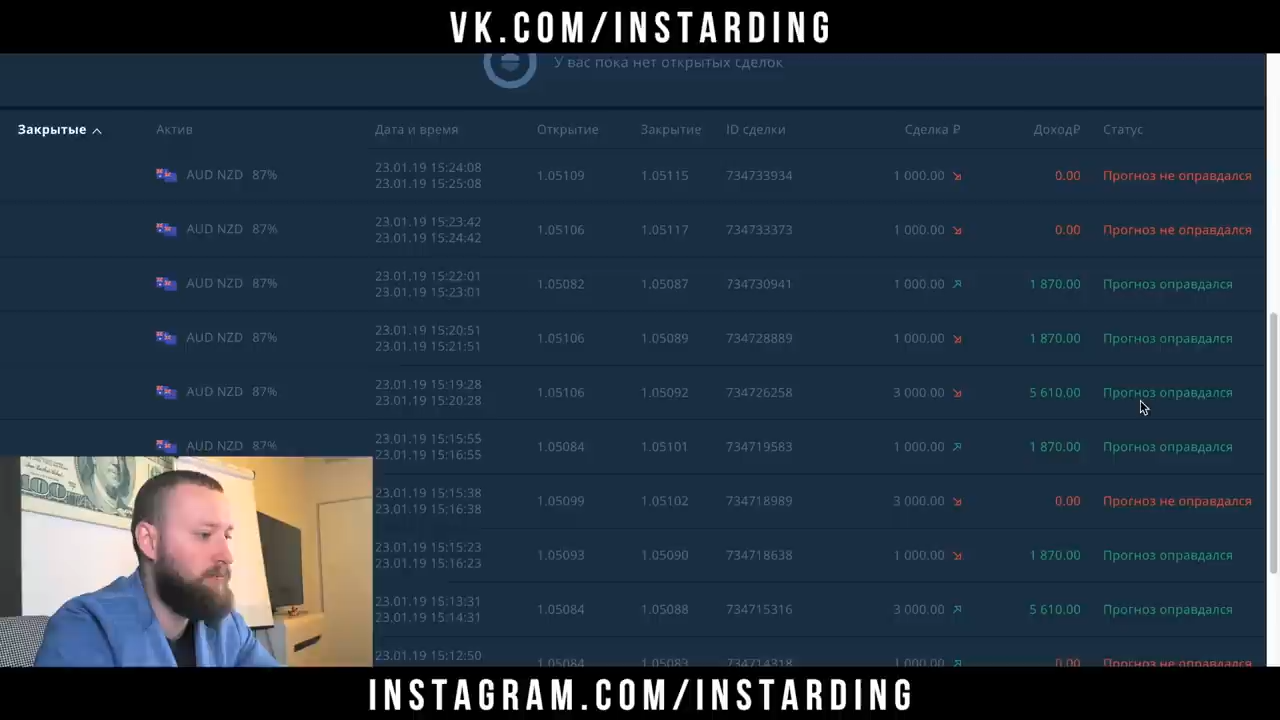 VK.COM/INSTARDING
У вас пока нет открытых сделок
Закрытые Актив Дата и время Открытие Закрытие ID сделки Сделка ₽ Доход₽ Статус
23.01.19 15:24:08
AUD NZD 87% 1.05109 1.05115 734733934 1 000.00 0.00 Прогноз не оправдался
23.01.19 15:25:08
23.01.19 15:23:42
AUD NZD 87% 1.05106 1.05117 734733373 1 000.00 0.00 Прогноз не оправдался
23.01.19 15:24:42
23.01.19 15:22:01
AUD NZD 87% 1.05082 1.05087 734730941 1 000.00 1 870.00 Прогноз оправдался
23.01.19 15:23:01
23.01.19 15:20:51
AUD NZD 87% 1.05106 1.05089 734728889 1 000.00 1 870.00 Прогноз оправдался
23.01.19 15:21:51
23.01.19 15:19:28
AUD NZD 87% 1.05106 1.05092 734726258 3 000.00 5 610.00 Прогноз оправдался
23.01.19 15:20:28
23.01.19 15:15:55
AUD NZD 87% 1.05084 1.05101 734719583 1 000.00 1 870.00 Прогноз оправдался
23.01.19 15:16:55
23.01.19 15:15:38
1.05099 1.05102 734718989 3 000.00 0.00 Прогноз не оправдался
23.01.19 15:16:38
23.01.19 15:15:23
1.05093 1.05090 734718638 1 000.00 1 870.00 Прогноз оправдался
23.01.19 15:16:23
23.01.19 15:13:31
1.05084 1.05088 734715316 3 000.00 5 610.00 Прогноз оправдался
23.01.19 15:14:31
23.01.19 15:12:50
1.05084 1.05083 734714318 1 000.00 0.00 Прогноз не оправдался
100
INSTAGRAM.COM/INSTARDING